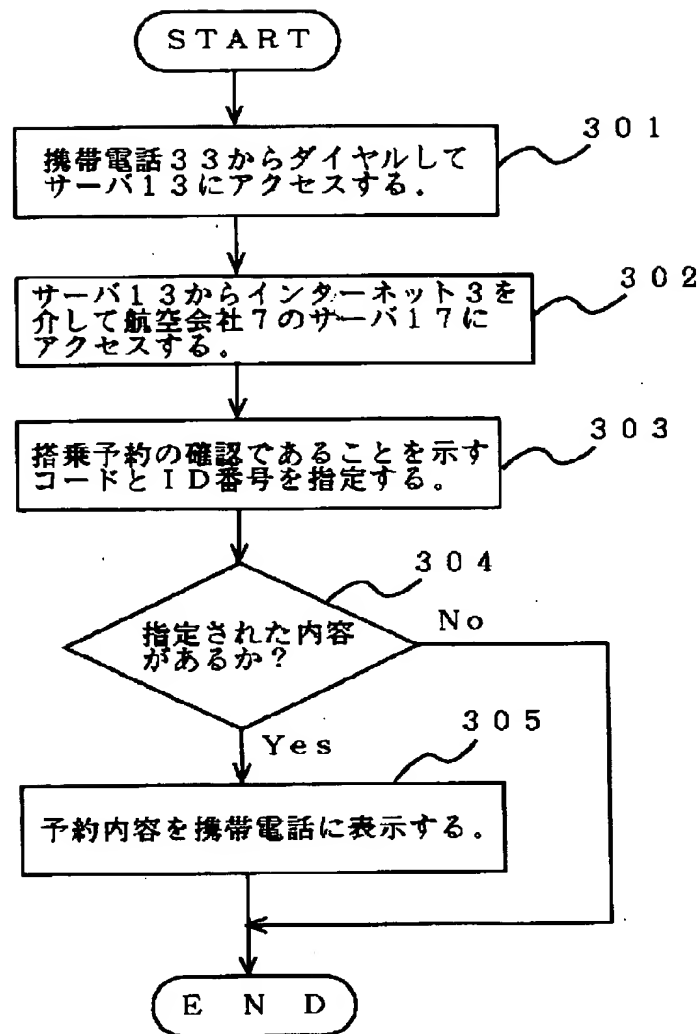 START
301
携帯電話33からダイヤルして
サーバ13にアクセスする.
302
サーバ13からインターネット3を
介して航空会社7のサーバ17に
アクセスする。
303
搭乗予約の確認であることを示す
コードとID番号を指定する。
304
指定された内容
があるか?
No
Yes
305
予約内容を携帯電話に表示する。
END